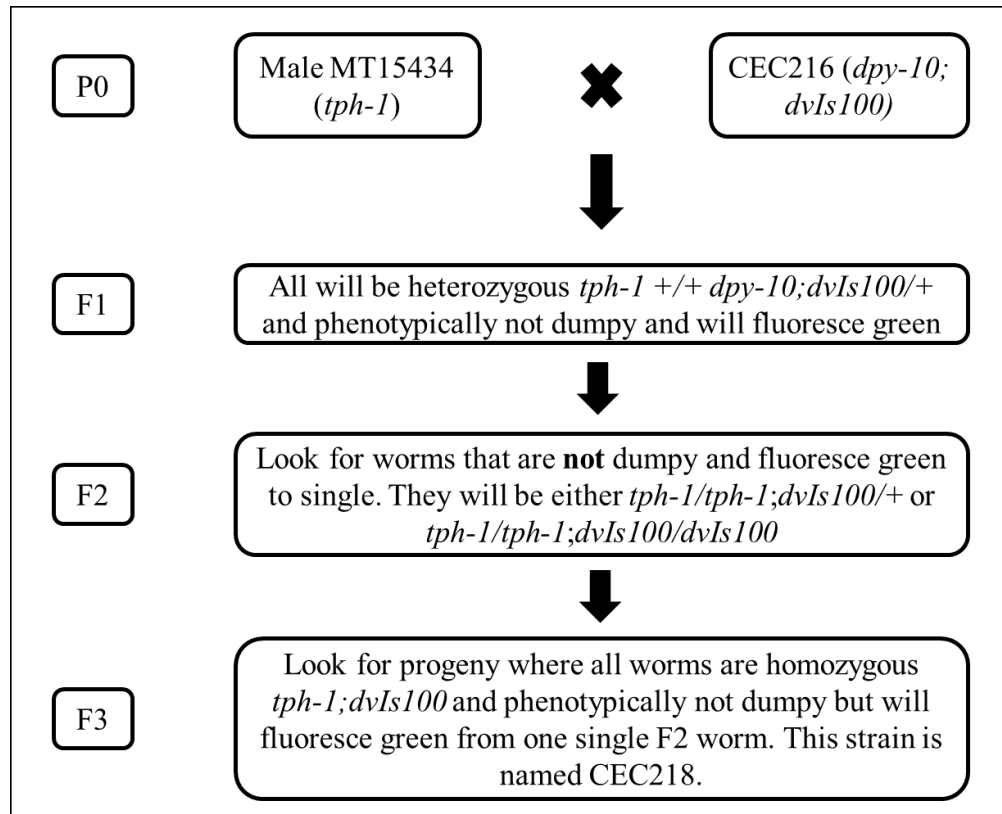 P0
Male MT15434
(tph-1)
CEC216 (dpy-10;
dvIs100)
F1
All will be heterozygous tph-1 +/+ dpy-10;dvIs100/+
and phenotypically not dumpy and will fluoresce green
F2
Look for worms that are not dumpy and fluoresce green
to single. They will be either tph-1/tph-1;dvIs100/+ or
tph-1/tph-1;dvIs100/dvIs100
F3
Look for progeny where all worms are homozygous
tph-1;dvIs100 and phenotypically not dumpy but will
fluoresce green from one single F2 worm. This strain is
named CEC218.